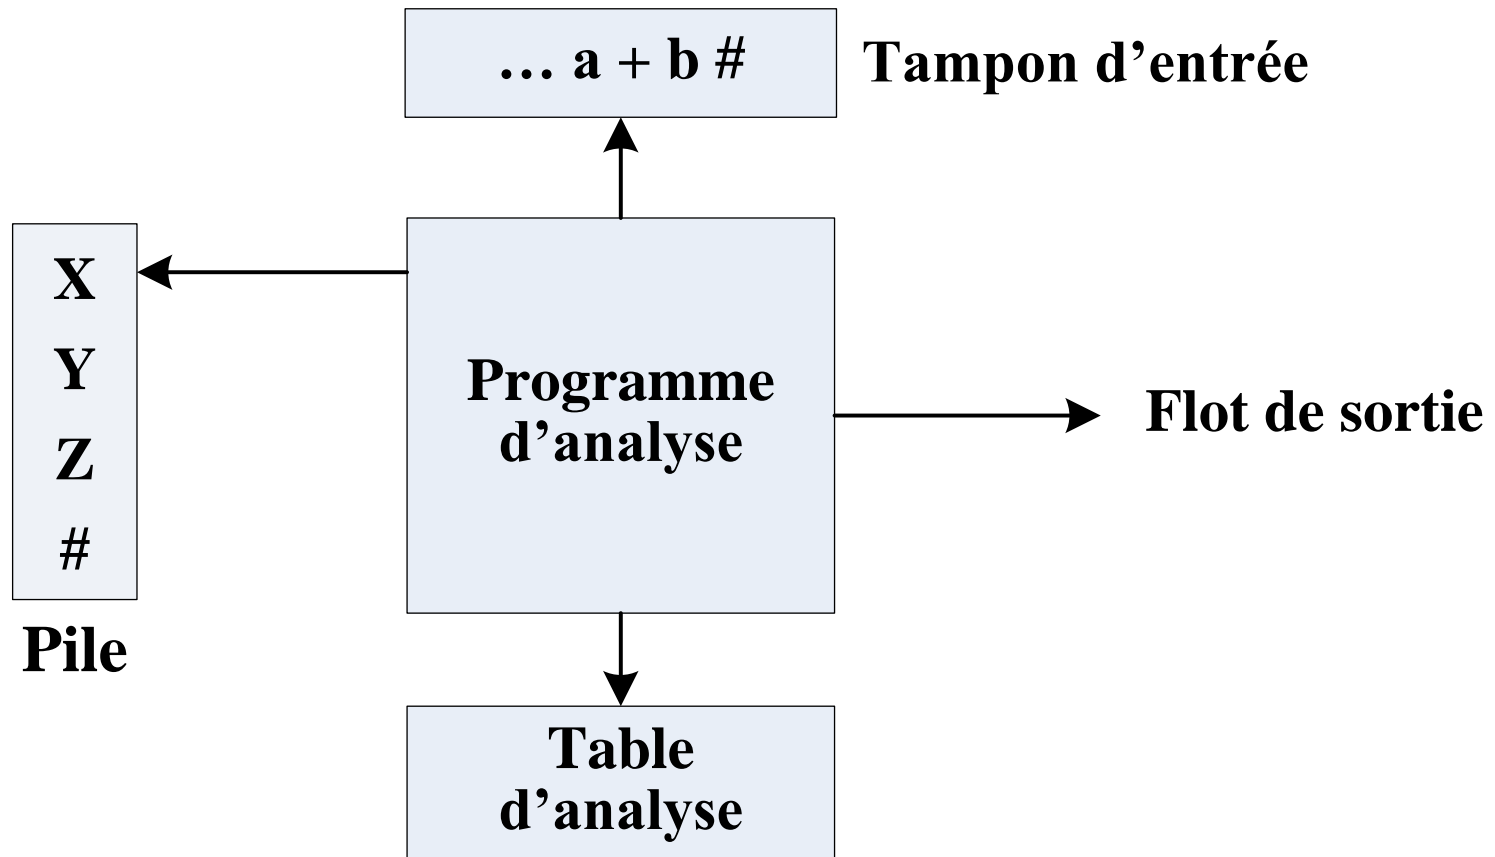 … a + b #
Tampon d’entrée
X
Y
Z
#
Pile
Programme
d’analyse
Flot de sortie
Table
d’analyse